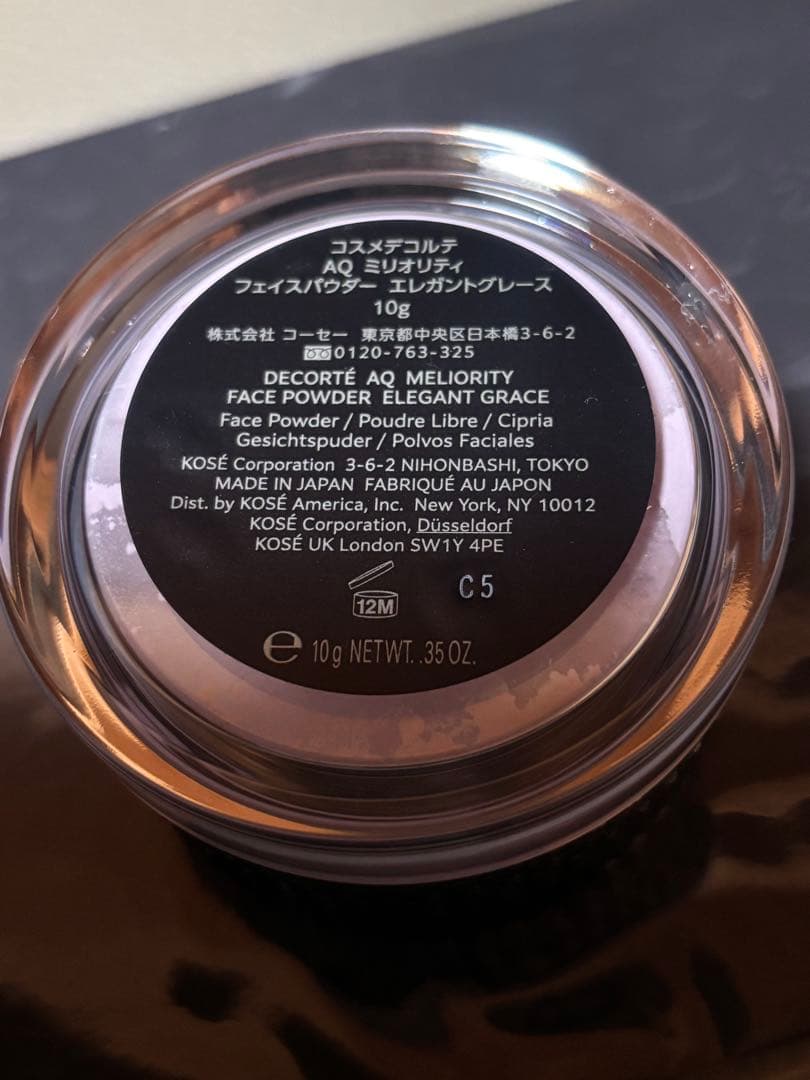 コスメデコルテ
AQ ミリオリティ
フェイスパウダー エレガントグレース
10g
株式会社 コーセー 東京都中央区日本橋3-6-2
0120-763-325
DECORTÉ AQ MELIORITY
FACE POWDER ELEGANT GRACE
Face Powder / Poudre Libre / Cipria
Gesichtspuder / Polvos Faciales
KOSÉ Corporation 3-6-2 NIHONBASHI, TOKYO
MADE IN JAPAN FABRIQUÉ AU JAPON
Dist. by KOSÉ America, Inc. New York, NY 10012
KOSÉ Corporation, Düsseldorf
KOSÉ UK London SW1Y 4PE
12M
C5
℮ 10g NETWT. .35 OZ.